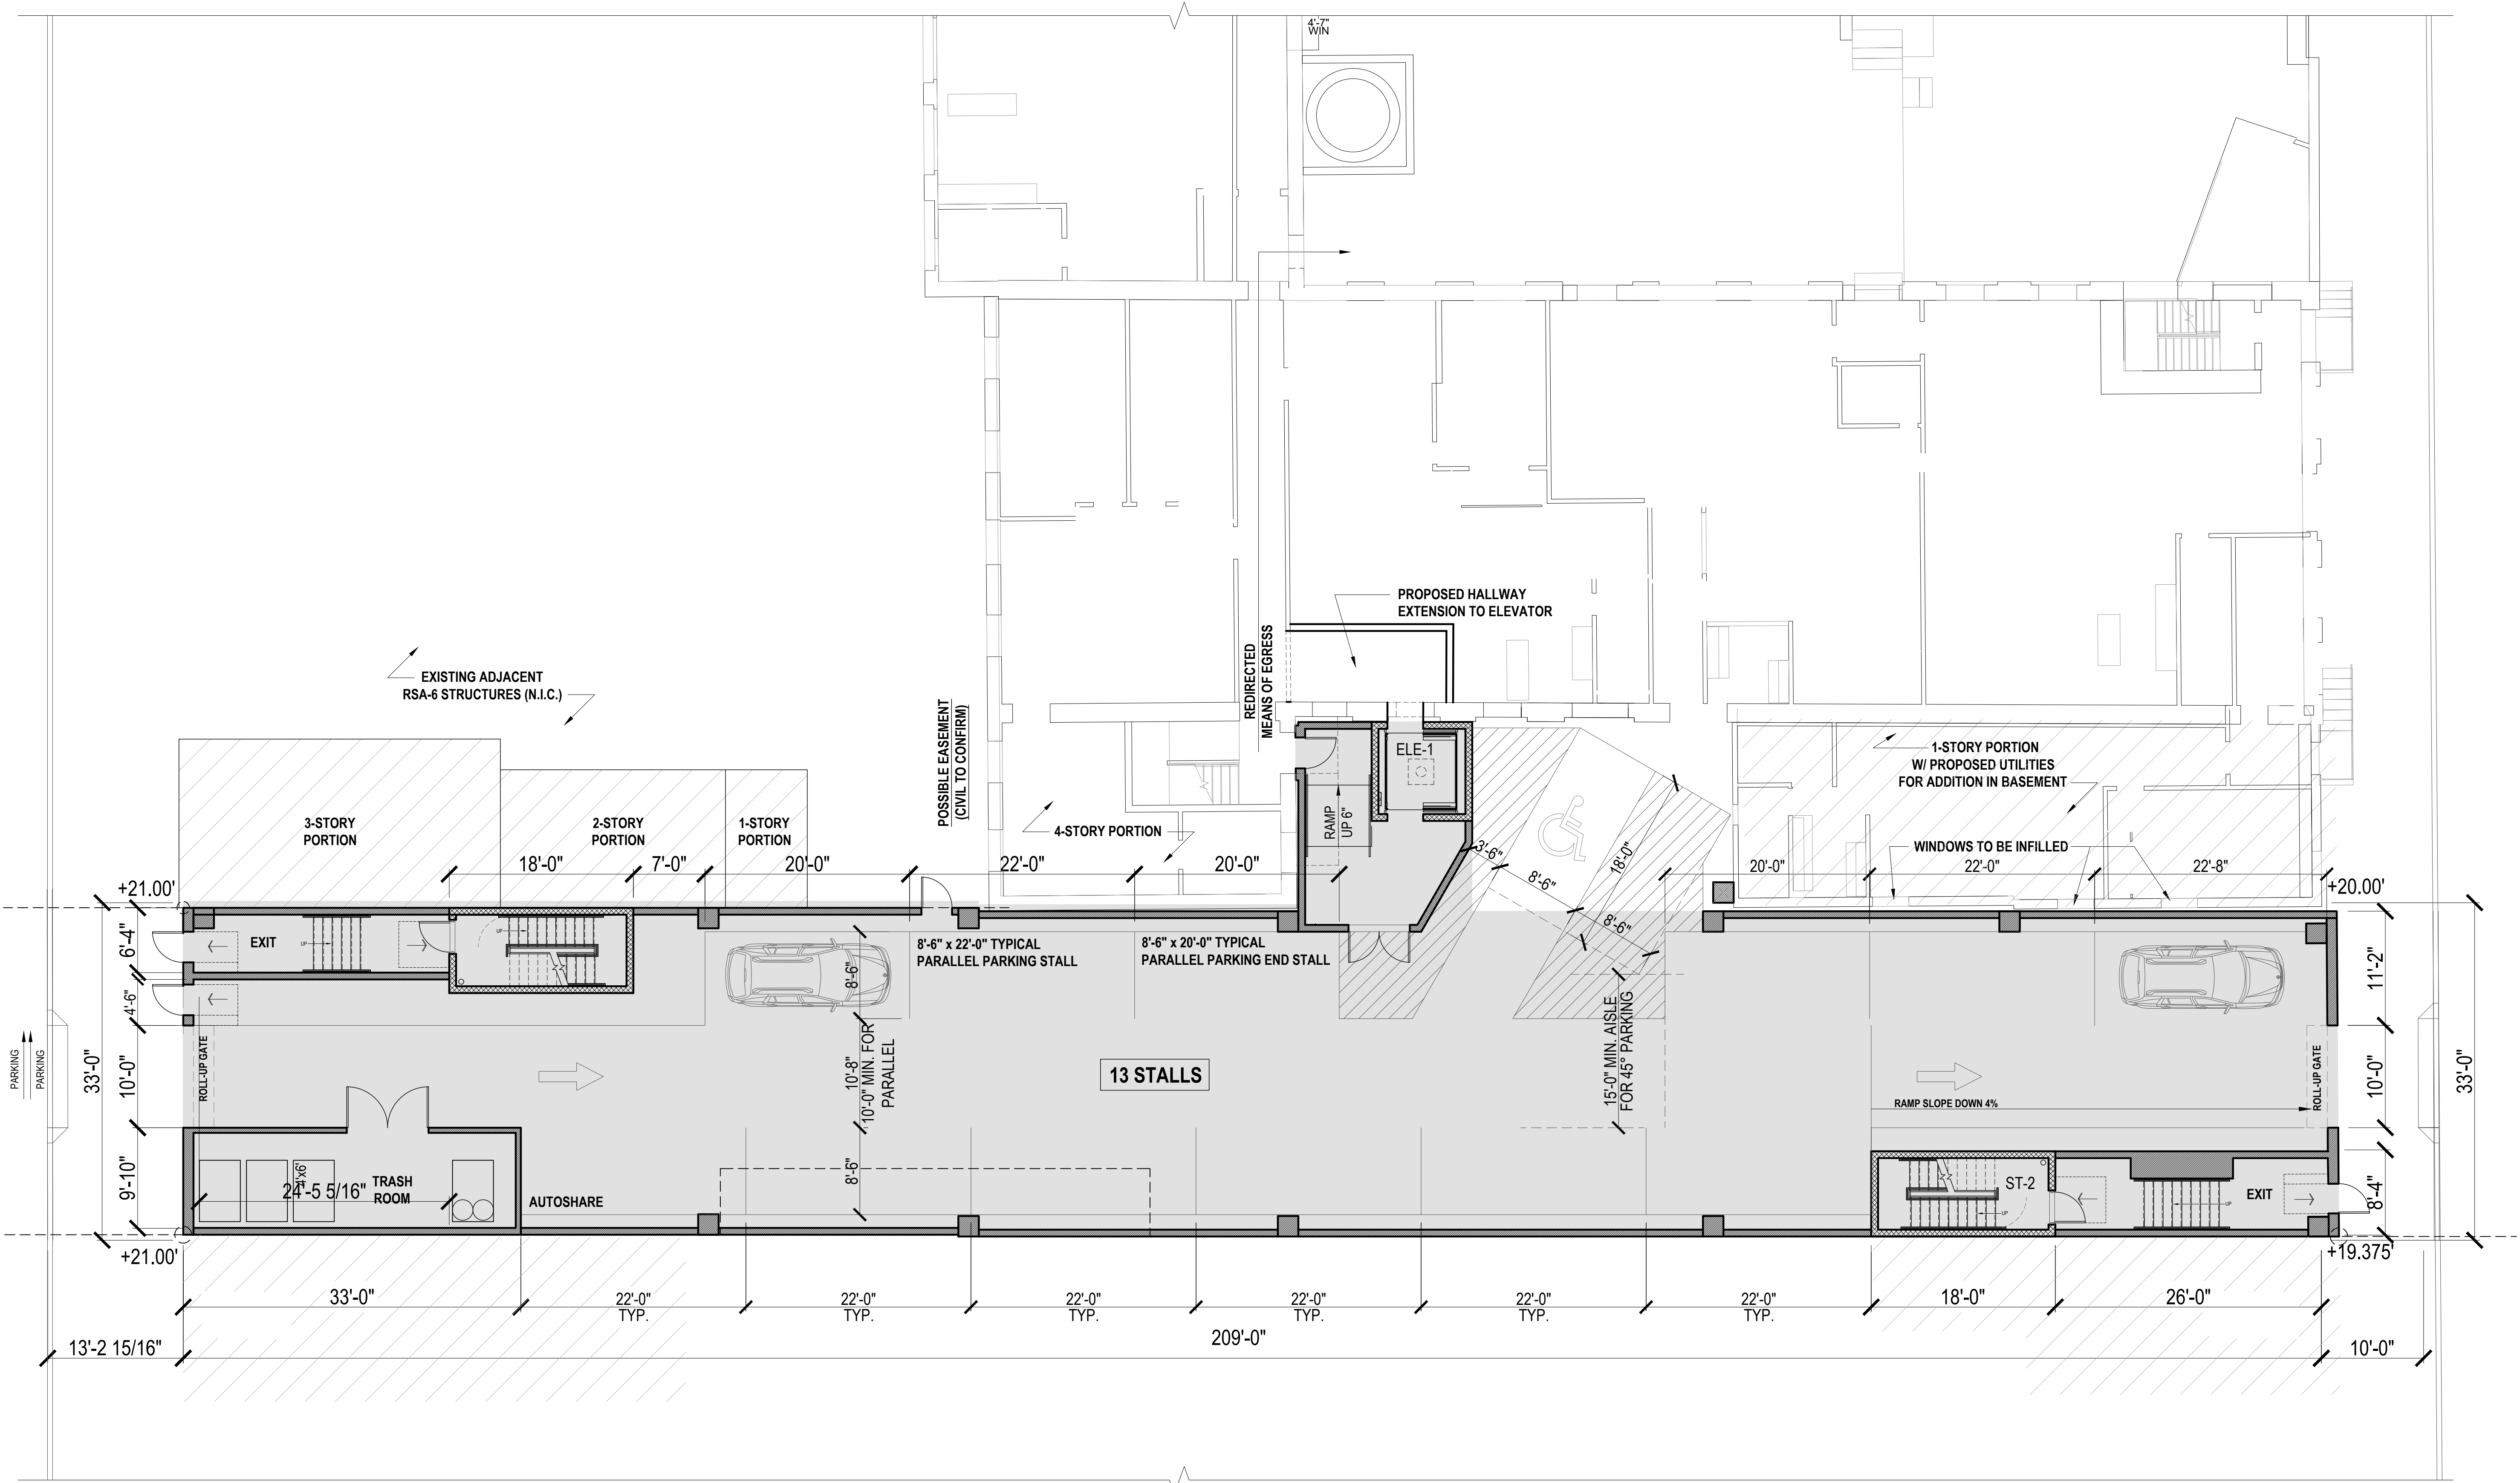 4'-7"
WIN
PROPOSED HALLWAY
EXTENSION TO ELEVATOR
REDIRECTED
MEANS OF EGRESS
EXISTING ADJACENT
RSA-6 STRUCTURES (N.I.C.)
POSSIBLE EASEMENT
(CIVIL TO CONFIRM)
ELE-1
1-STORY PORTION
W/ PROPOSED UTILITIES
FOR ADDITION IN BASEMENT
3-STORY
PORTION
2-STORY
PORTION
1-STORY
PORTION
4-STORY PORTION
RAMP
UP 6"
WINDOWS TO BE INFILLED
18'-0"
7'-0"
20'-0"
22'-0"
20'-0"
3'-6"
8'-6"
18'-0"
8'-6"
20'-0"
22'-0"
22'-8"
+21.00'
+20.00'
6'-4"
EXIT
UP
UP
8'-6"
8'-6" x 22'-0" TYPICAL
PARALLEL PARKING STALL
8'-6" x 20'-0" TYPICAL
PARALLEL PARKING END STALL
11'-2"
4'-6"
PARKING
PARKING
33'-0"
10'-0"
ROLL-UP GATE
10'-8"
10'-0" MIN. FOR
PARALLEL
13 STALLS
15'-0" MIN. AISLE
FOR 45° PARKING
RAMP SLOPE DOWN 4%
ROLL-UP GATE
10'-0"
33'-0"
9'-10"
4'x6'
24'-5 5/16"
TRASH
ROOM
AUTOSHARE
8'-6"
ST-2
UP
UP
EXIT
8'-4"
+21.00'
+19.375'
33'-0"
22'-0"
TYP.
22'-0"
TYP.
22'-0"
TYP.
22'-0"
TYP.
22'-0"
TYP.
22'-0"
TYP.
18'-0"
26'-0"
13'-2 15/16"
209'-0"
10'-0"